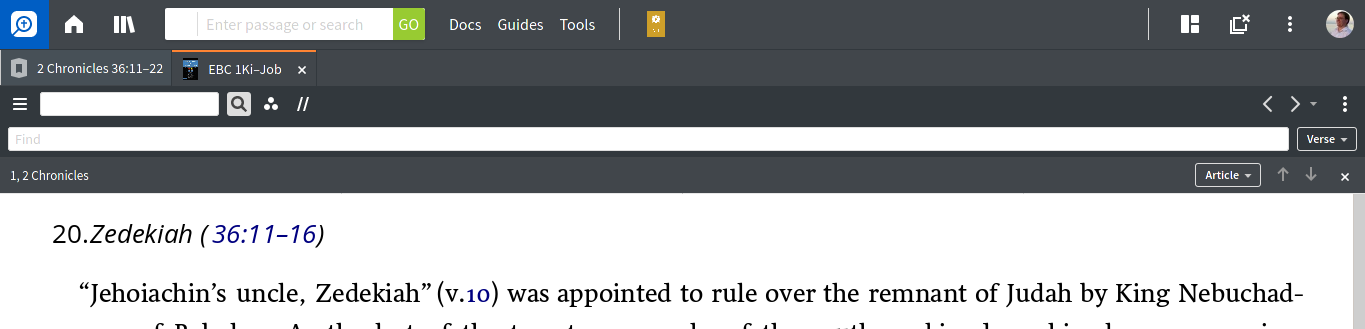 Enter passage or search GO Docs Guides Tools
2 Chronicles 36:11–22 EBC 1Ki–Job ×
//
Find Verse
1, 2 Chronicles Article
20. Zedekiah (36:11–16)
“Jehoiachin’s uncle, Zedekiah” (v.10) was appointed to rule over the remnant of Judah by King Nebuchad-